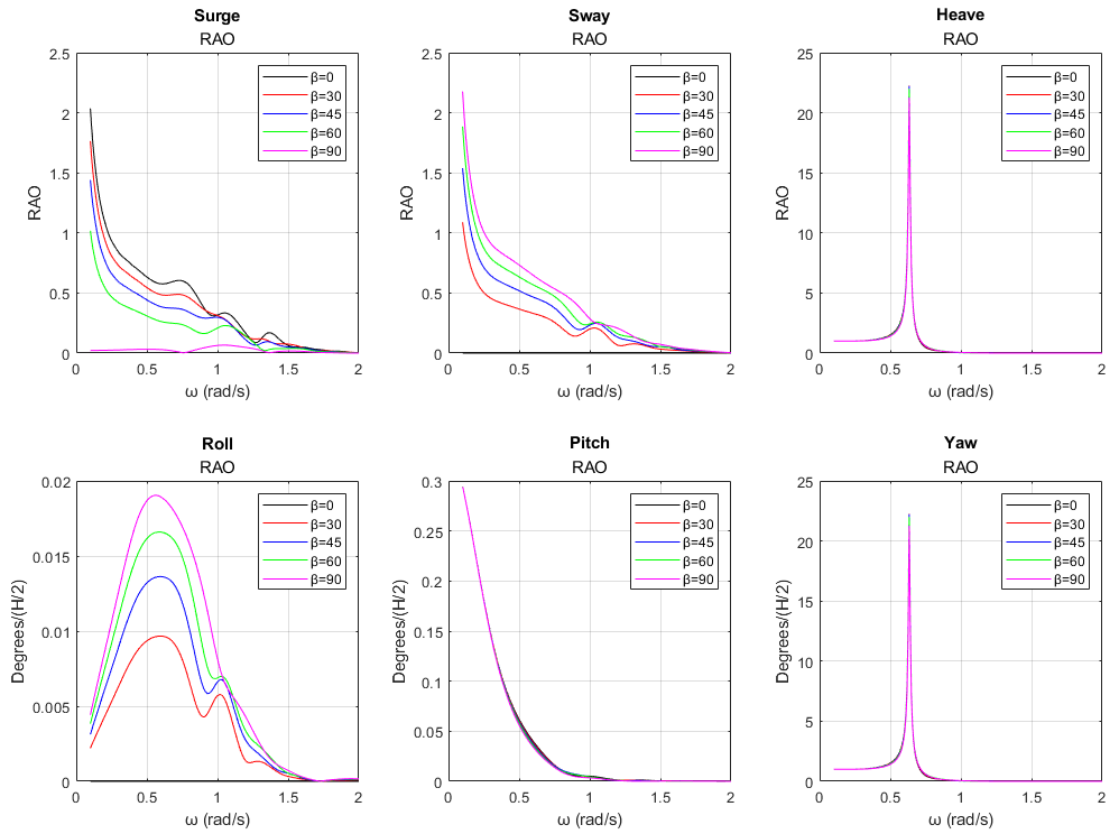 Surge
RAO
2.5
2
1.5
1
0.5
0
RAO
0 0.5 1 1.5 2
ω (rad/s)
β=0
β=30
β=45
β=60
β=90
Sway
RAO
2.5
2
1.5
1
0.5
0
RAO
0 0.5 1 1.5 2
ω (rad/s)
β=0
β=30
β=45
β=60
β=90
Heave
RAO
25
20
15
10
5
0
RAO
0 0.5 1 1.5 2
ω (rad/s)
β=0
β=30
β=45
β=60
β=90
Roll
RAO
0.02
0.015
0.01
0.005
0
Degrees/(H/2)
0 0.5 1 1.5 2
ω (rad/s)
β=0
β=30
β=45
β=60
β=90
Pitch
RAO
0.3
0.25
0.2
0.15
0.1
0.05
0
Degrees/(H/2)
0 0.5 1 1.5 2
ω (rad/s)
β=0
β=30
β=45
β=60
β=90
Yaw
RAO
25
20
15
10
5
0
Degrees/(H/2)
0 0.5 1 1.5 2
ω (rad/s)
β=0
β=30
β=45
β=60
β=90